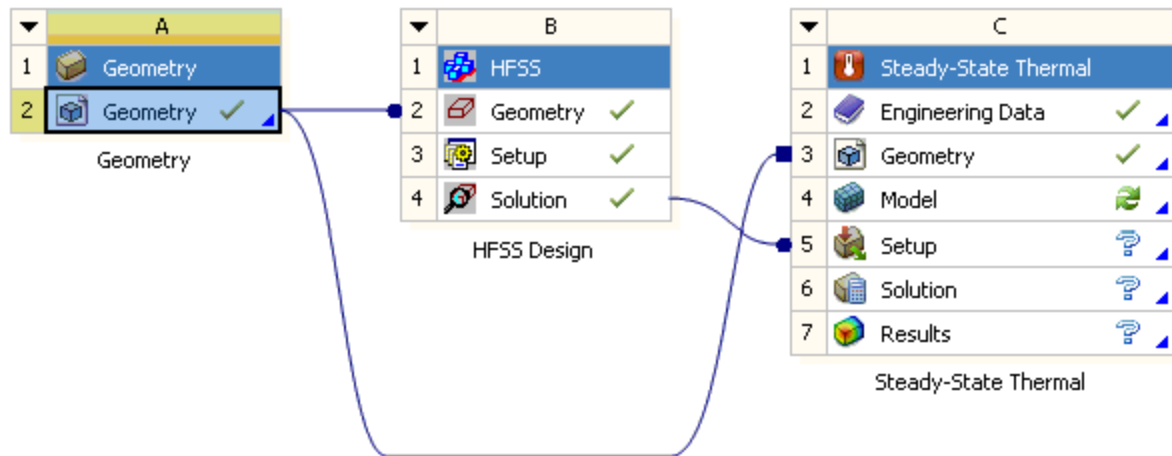 A
1 Geometry
2 Geometry
Geometry
B
1 HFSS
2 Geometry
3 Setup
4 Solution
HFSS Design
C
1 Steady-State Thermal
2 Engineering Data
3 Geometry
4 Model
5 Setup ?
6 Solution ?
7 Results ?
Steady-State Thermal